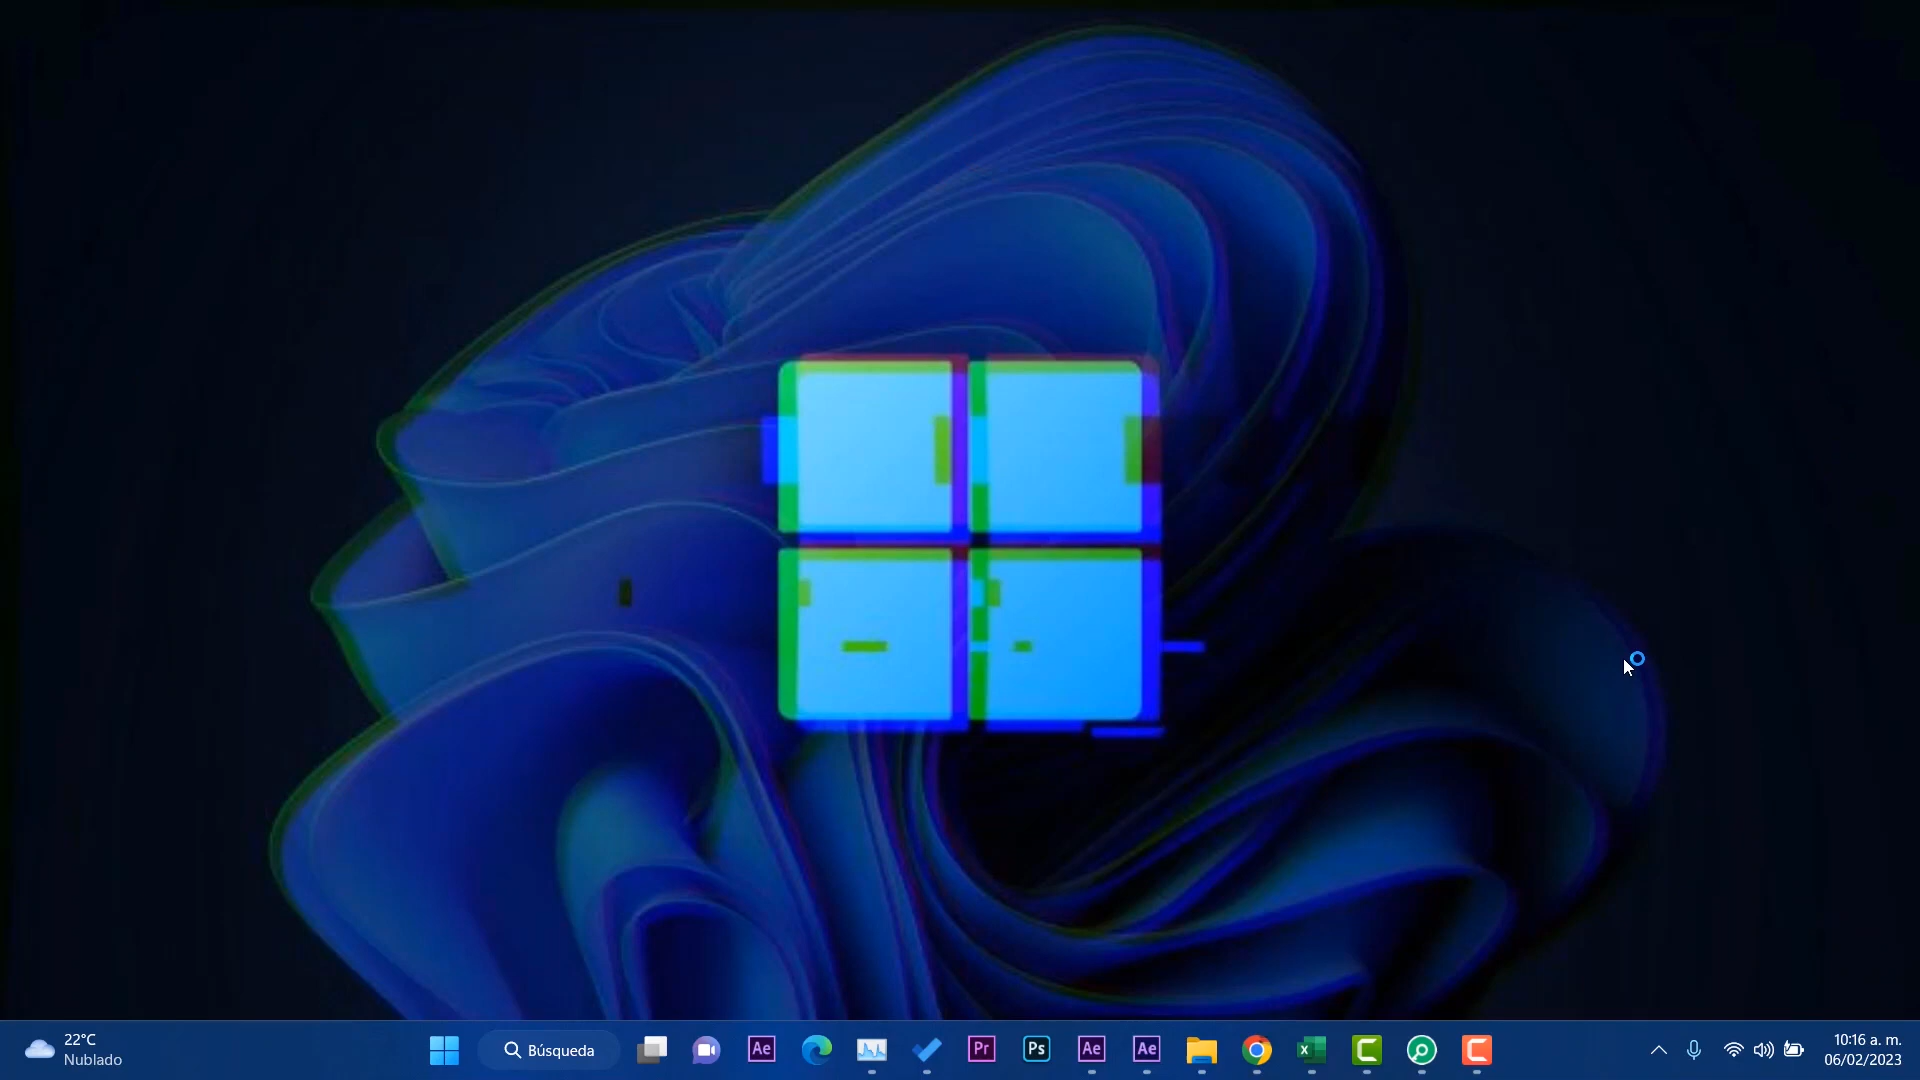 22°C
Nublado
Búsqueda
Ae
Pr
Ps
Ae
Ae
X
C
C
10:16 a. m.
06/02/2023